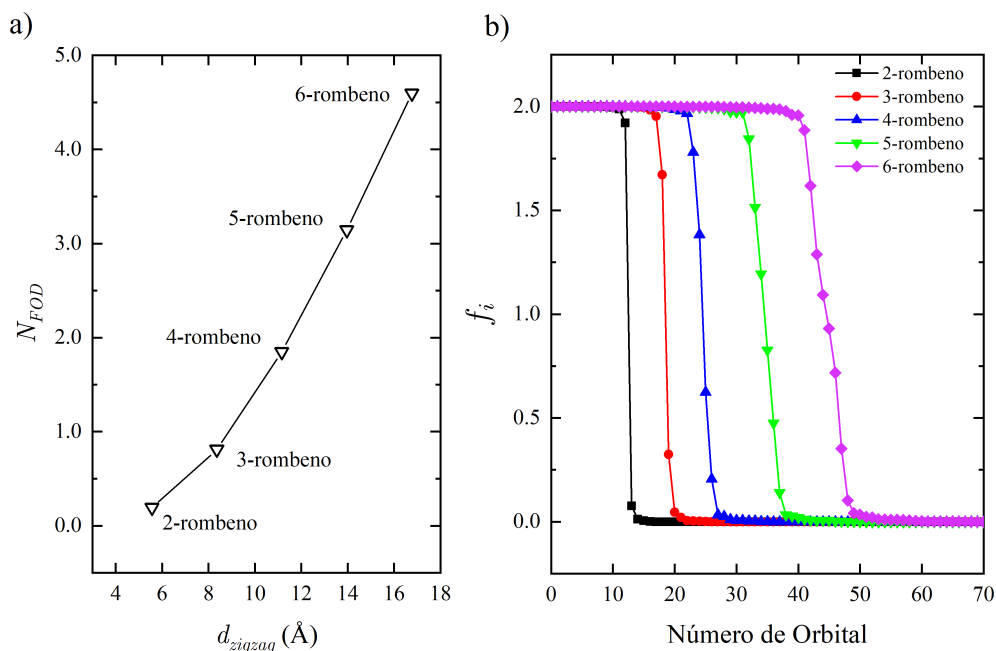 a)
5.0
4.0
3.0
2.0
1.0
0.0
N_FOD
6-rombeno
5-rombeno
4-rombeno
3-rombeno
2-rombeno
4 6 8 10 12 14 16 18
d_zigzag (Å)
b)
2.0
1.5
1.0
0.5
0.0
f_i
2-rombeno
3-rombeno
4-rombeno
5-rombeno
6-rombeno
0 10 20 30 40 50 60 70
Número de Orbital